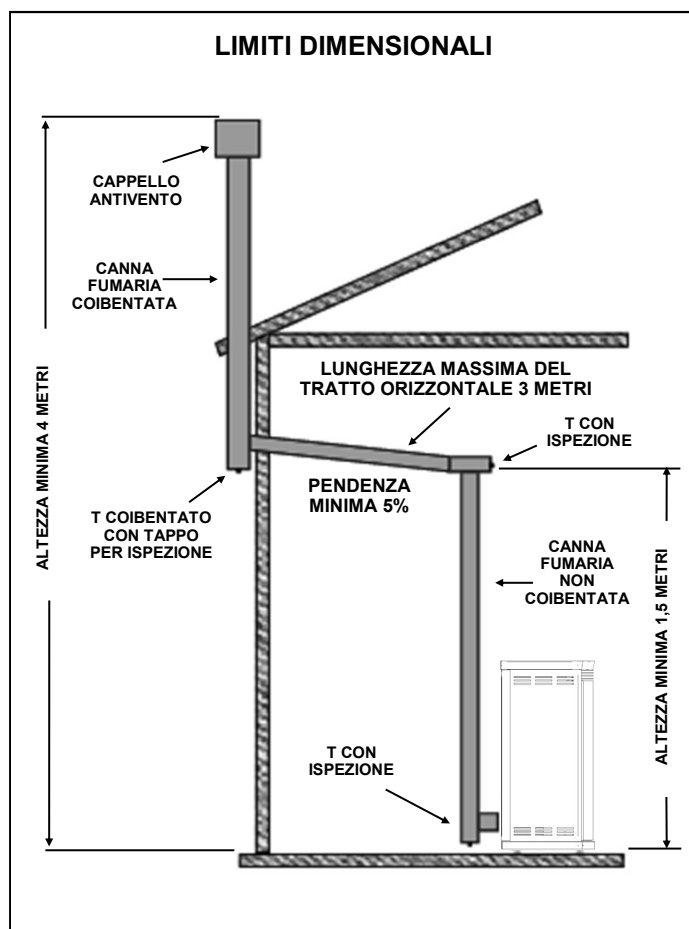 LIMITI DIMENSIONALI
CAPPELLO
ANTIVENTO
CANNA
FUMARIA
COIBENTATA
ALTEZZA MINIMA 4 METRI
LUNGHEZZA MASSIMA DEL
TRATTO ORIZZONTALE 3 METRI
T CON
ISPEZIONE
T COIBENTATO
CON TAPPO
PER ISPEZIONE
PENDENZA
MINIMA 5%
CANNA
FUMARIA
NON
COIBENTATA
ALTEZZA MINIMA 1,5 METRI
T CON
ISPEZIONE